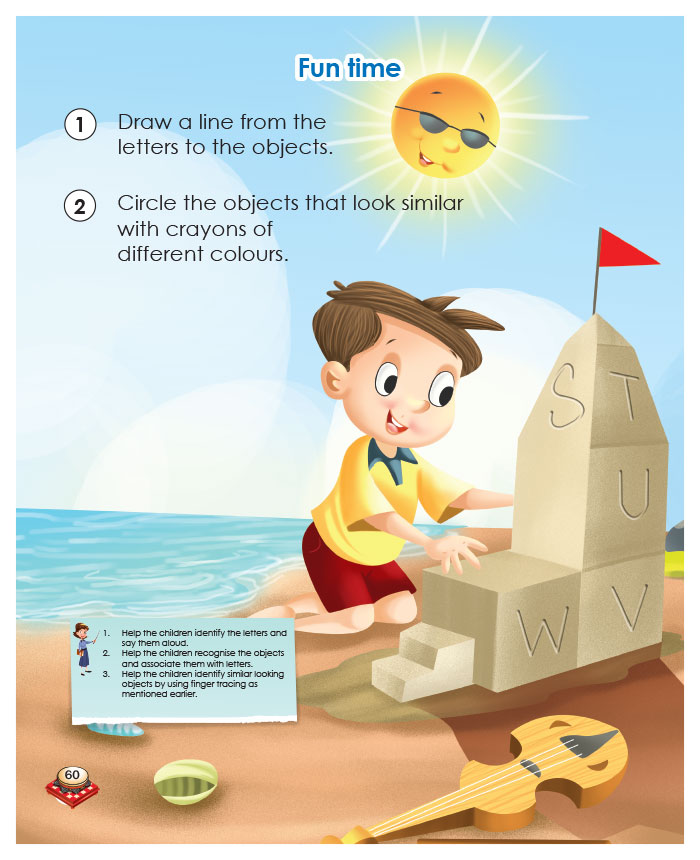 Fun time
1 Draw a line from the
letters to the objects.
2 Circle the objects that look similar
with crayons of
different colours.
S T
U
W V
1. Help the children identify the letters and
say them aloud.
2. Help the children recognise the objects
and associate them with letters.
3. Help the children identify similar looking
objects by using finger tracing as
mentioned earlier.
60